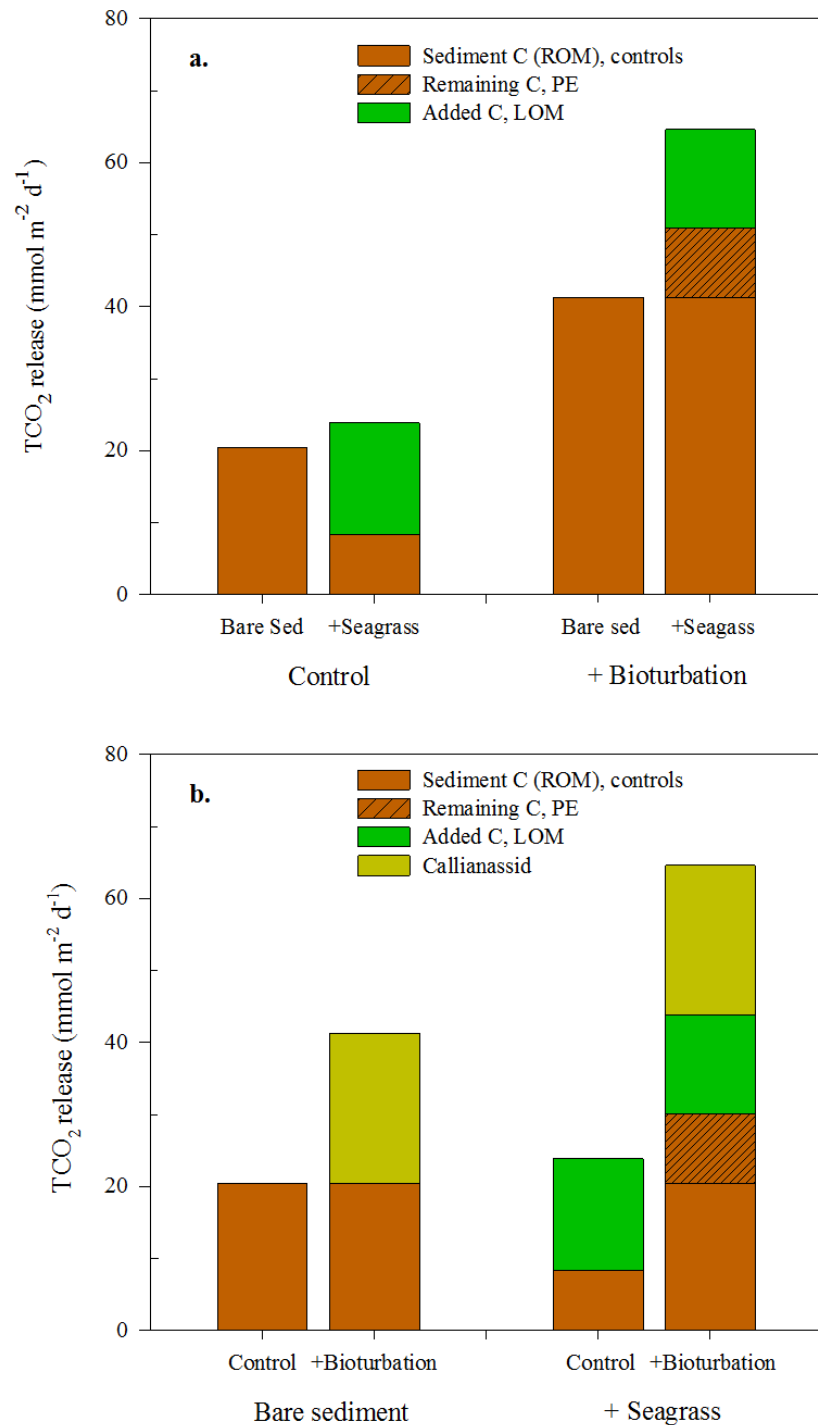 80
a.
Sediment C (ROM), controls
Remaining C, PE
Added C, LOM
60
40
20
0
TCO2 release (mmol m-2 d-1)
Bare Sed +Seagrass Bare sed +Seagass
Control + Bioturbation
80
b.
Sediment C (ROM), controls
Remaining C, PE
Added C, LOM
Callianassid
60
40
20
0
TCO2 release (mmol m-2 d-1)
Control +Bioturbation Control +Bioturbation
Bare sediment + Seagrass